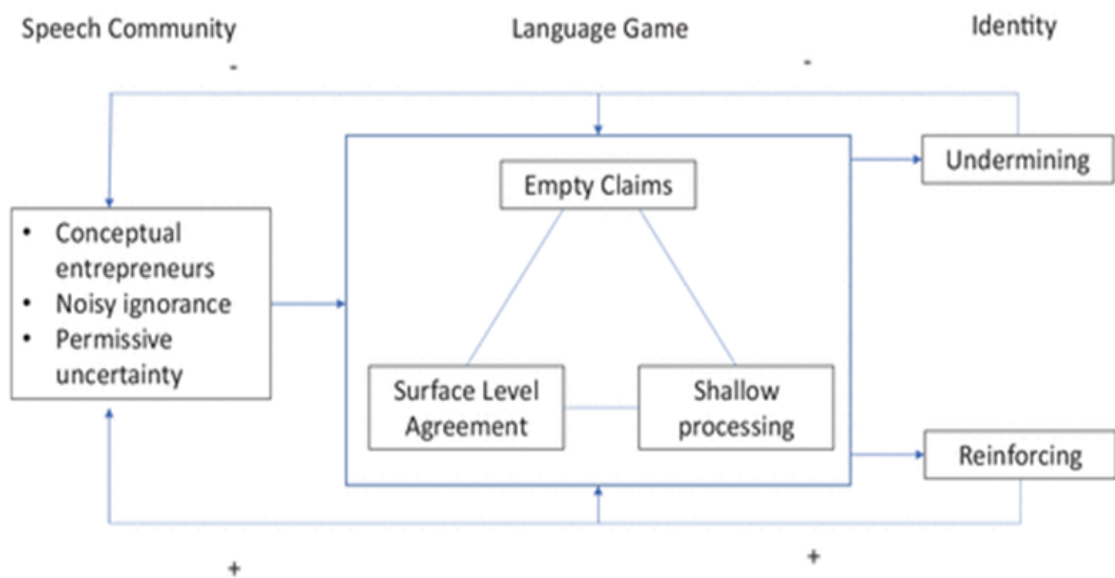 Speech Community
Language Game
Identity
-
-
Undermining
Empty Claims
• Conceptual
entrepreneurs
• Noisy ignorance
• Permissive
uncertainty
Surface Level
Agreement
Shallow
processing
Reinforcing
+
+